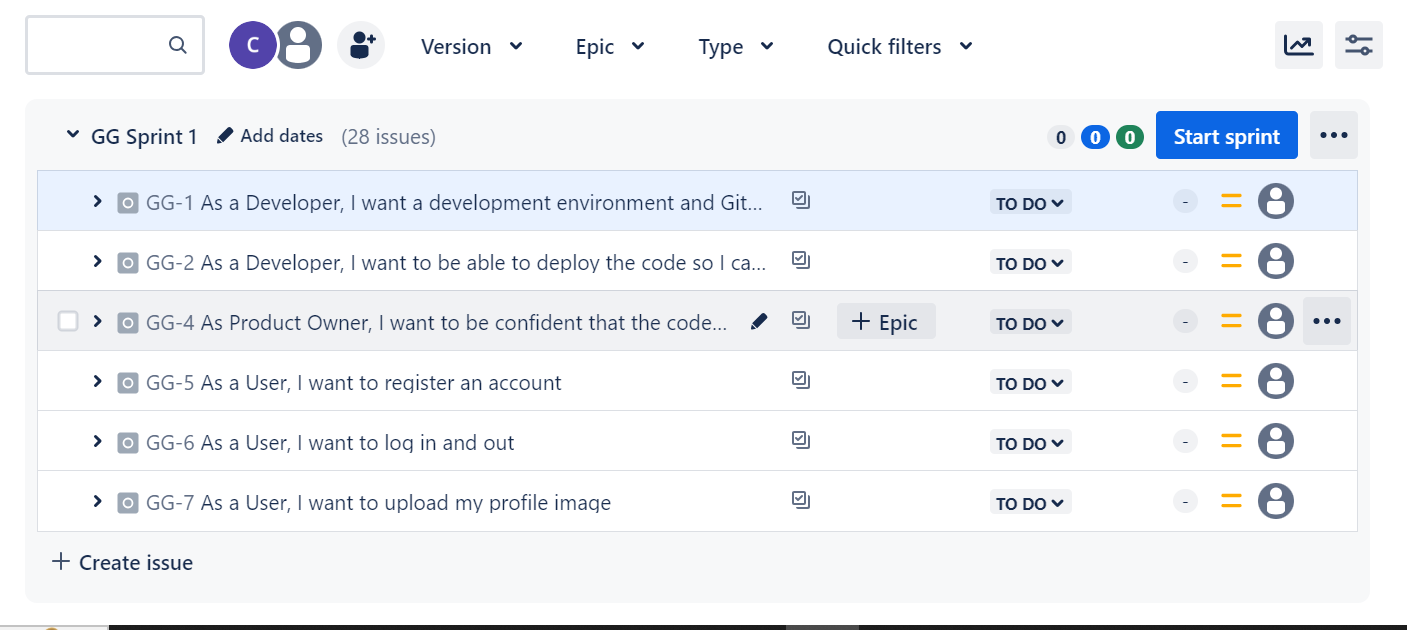 C Version Epic Type Quick filters
GG Sprint 1 Add dates (28 issues) 0 0 0 Start sprint
GG-1 As a Developer, I want a development environment and Git... TO DO -
GG-2 As a Developer, I want to be able to deploy the code so I ca... TO DO -
GG-4 As Product Owner, I want to be confident that the code... + Epic TO DO -
GG-5 As a User, I want to register an account TO DO -
GG-6 As a User, I want to log in and out TO DO -
GG-7 As a User, I want to upload my profile image TO DO -
+ Create issue